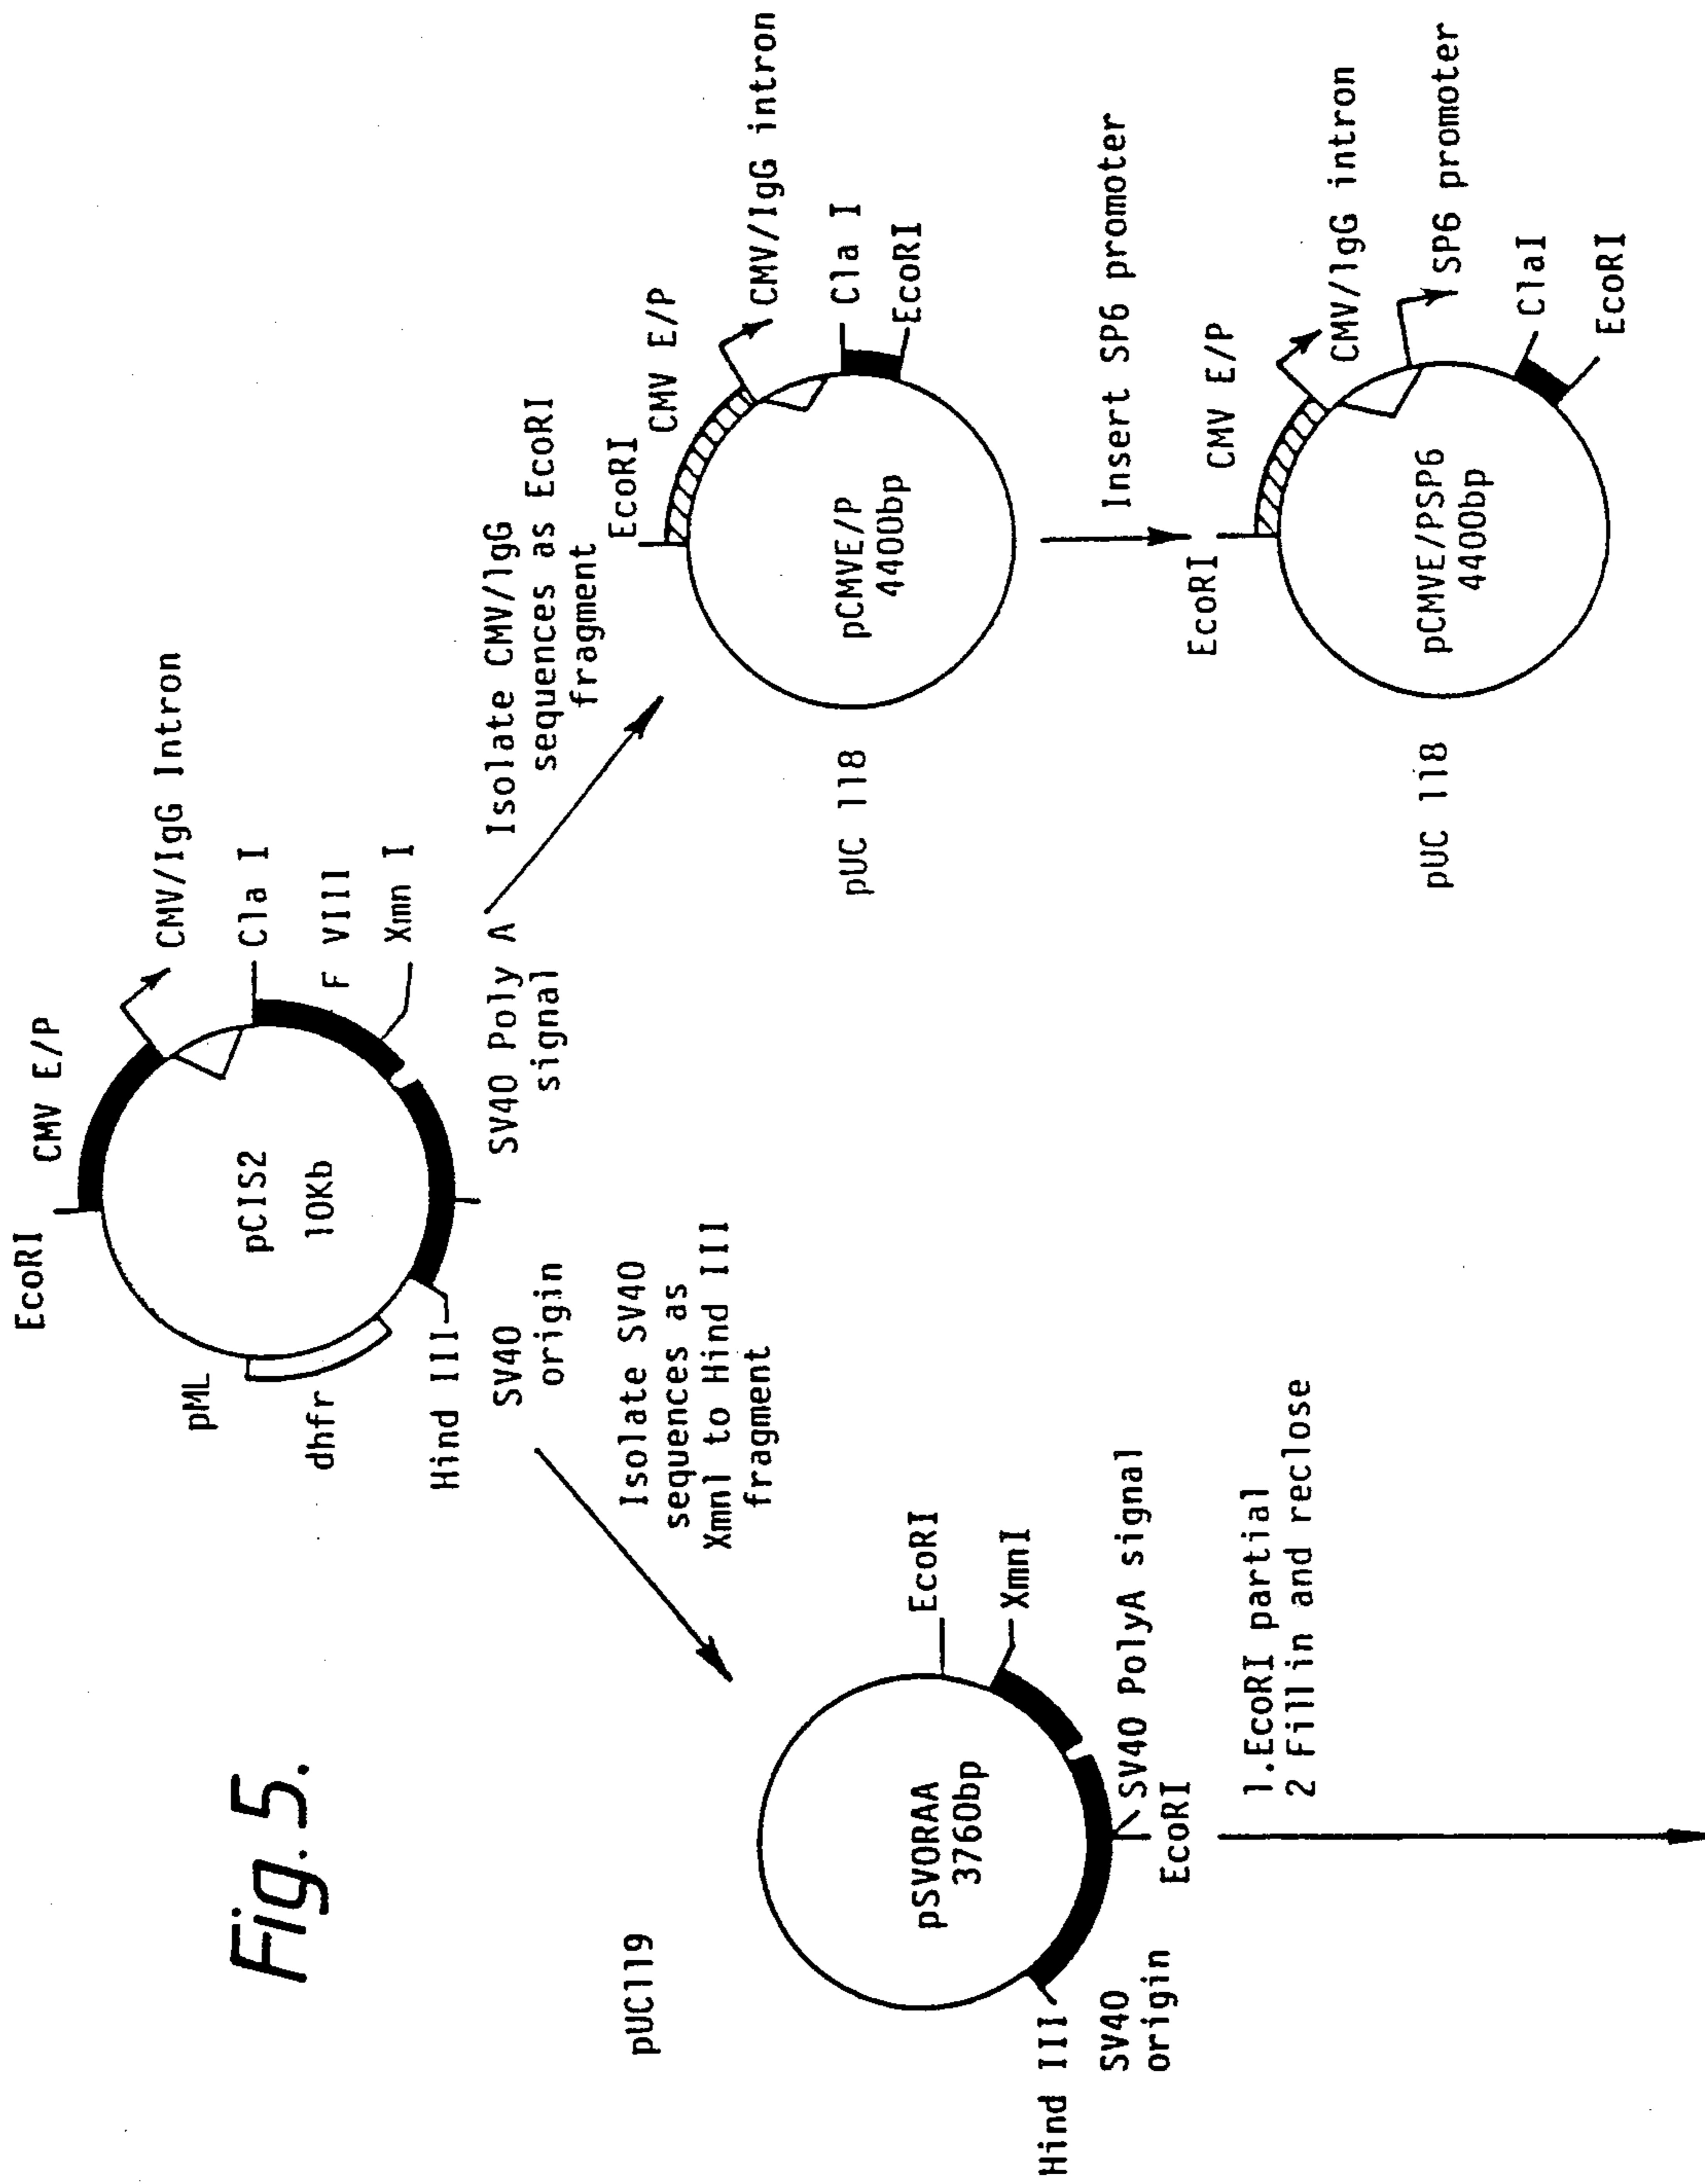 Fig. 5.
EcoRI
CMV E/P
CMV/IgG Intron
pCIS2
10Kb
pML
dhfr
Cla I
F VIII
Xmn I
Hind III
SV40
origin
SV40 Poly A
signal
Isolate SV40
sequences as
Xmn1 to Hind III
fragment
Isolate CMV/IgG
sequences as EcoRI
fragment
pUC119
pSVORAA
3760bp
EcoRI
XmnI
SV40 PolyA signal
EcoRI
Hind III
SV40
origin
1.EcoRI partial
2 Fillin and reclose
EcoRI
CMV E/P
CMV/IgG intron
pCMVE/P
4400bp
Cla I
EcoRI
pUC 118
Insert SP6 promoter
EcoRI
CMV E/P
CMV/IgG intron
SP6 promoter
pCMVE/PSP6
4400bp
ClaI
EcoRI
pUC 118